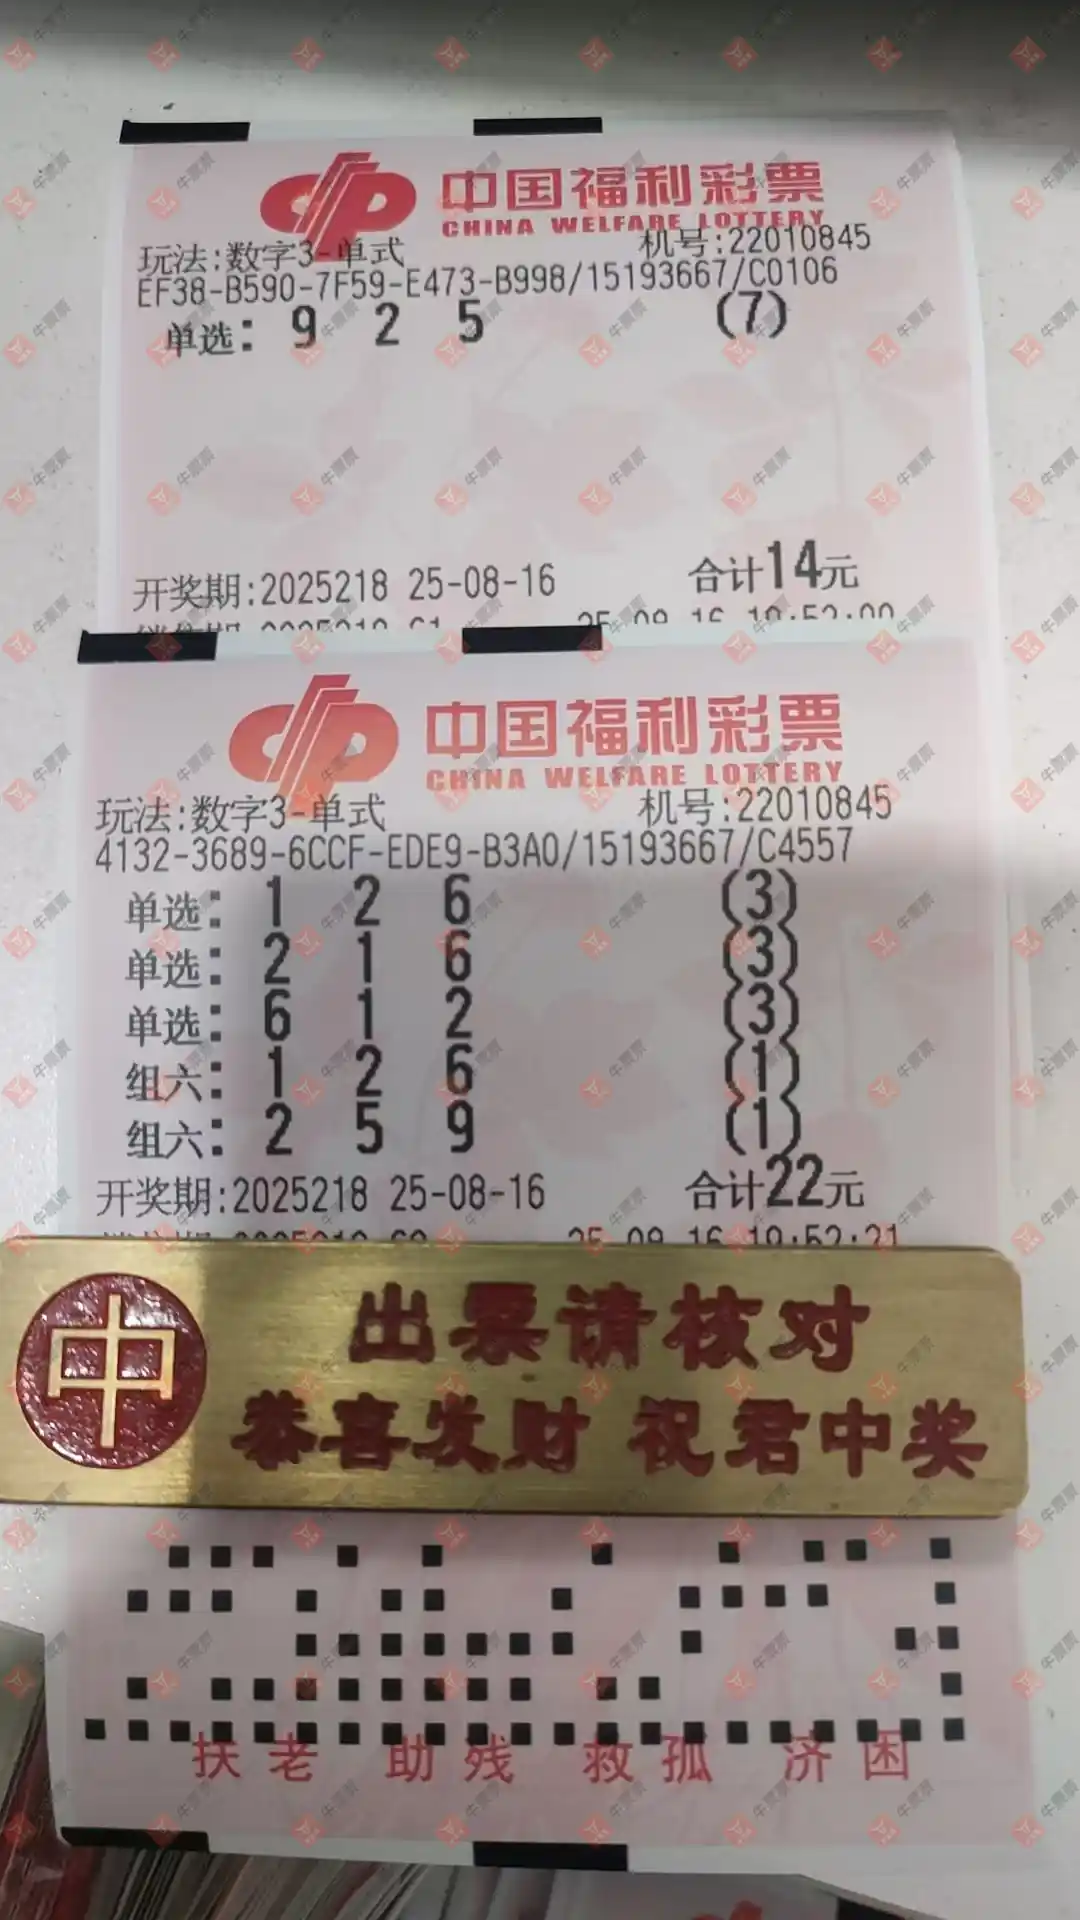 中国福利彩票
CHINA WELFARE LOTTERY
玩法:数字3-单式 机号:22010845
EF38-B590-7F59-E473-B998/15193667/C0106
单选: 9 2 5 (7)
开奖期:2025218 25-08-16 合计14元
中国福利彩票
CHINA WELFARE LOTTERY
玩法:数字3-单式 机号:22010845
4132-3689-6CCF-EDE9-B3A0/15193667/C4557
单选: 1 2 6 (3)
单选: 2 1 6 (3)
单选: 6 1 2 (3)
组六: 1 2 6 (1)
组六: 2 5 9 (1)
开奖期:2025218 25-08-16 合计22元
中
出票请核对
恭喜发财 祝君中奖
扶老 助残 救孤 济困
牛票票